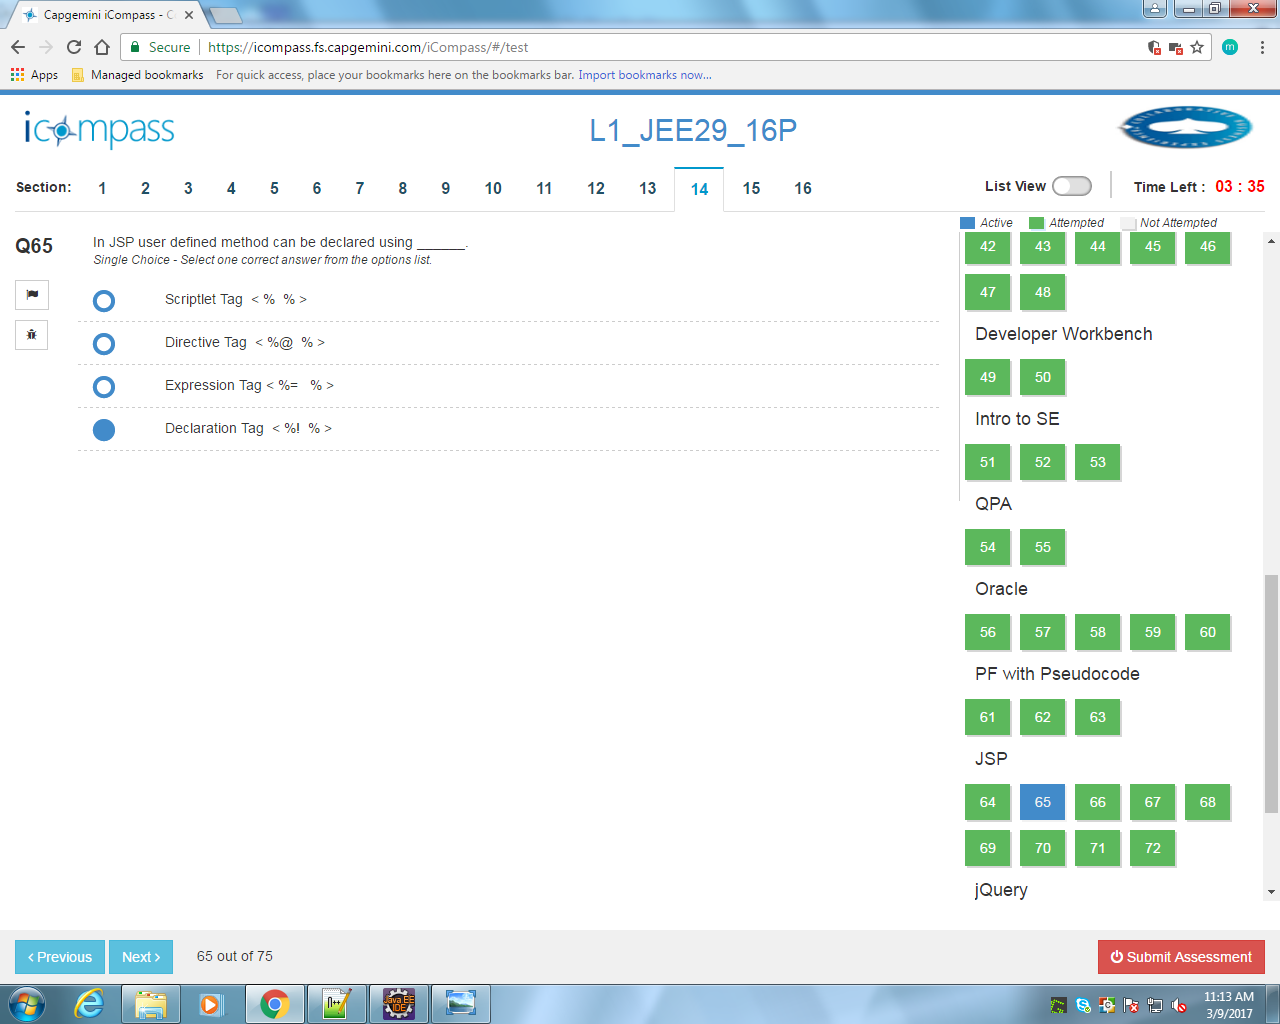 Capgemini iCompass - C
Secure https://icompass.fs.capgemini.com/iCompass/#/test
m
Apps Managed bookmarks For quick access, place your bookmarks here on the bookmarks bar. Import bookmarks now...
icompass
L1_JEE29_16P
Section: 1 2 3 4 5 6 7 8 9 10 11 12 13 14 15 16
List View Time Left : 03 : 35
Active Attempted Not Attempted
Q65
In JSP user defined method can be declared using ______.
Single Choice - Select one correct answer from the options list.
Scriptlet Tag < % % >
Directive Tag < %@ % >
Expression Tag < %= % >
Declaration Tag < %! % >
42 43 44 45 46
47 48
Developer Workbench
49 50
Intro to SE
51 52 53
QPA
54 55
Oracle
56 57 58 59 60
PF with Pseudocode
61 62 63
JSP
64 65 66 67 68
69 70 71 72
jQuery
Previous Next 65 out of 75
Submit Assessment
Java EE
IDE
11:13 AM
3/9/2017